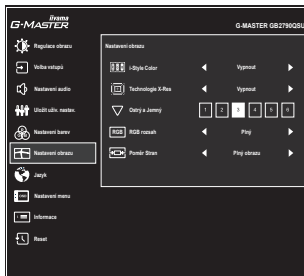 iiyama
G-MASTER
G-MASTER GB2790QSU
Regulace obrazu
Volba vstupů
Nastavení audio
Uložit uživ. nastav.
Nastavení barev
Nastavení obrazu
Jazyk
Nastavení menu
Informace
Reset
Nastavení obrazu
i-Style Color
Vypnout
Technologie X-Res
Vypnout
Ostrý a Jemný
1 2 3 4 5 6
RGB RGB rozsah
Plný
Poměr Stran
Plný obrazu